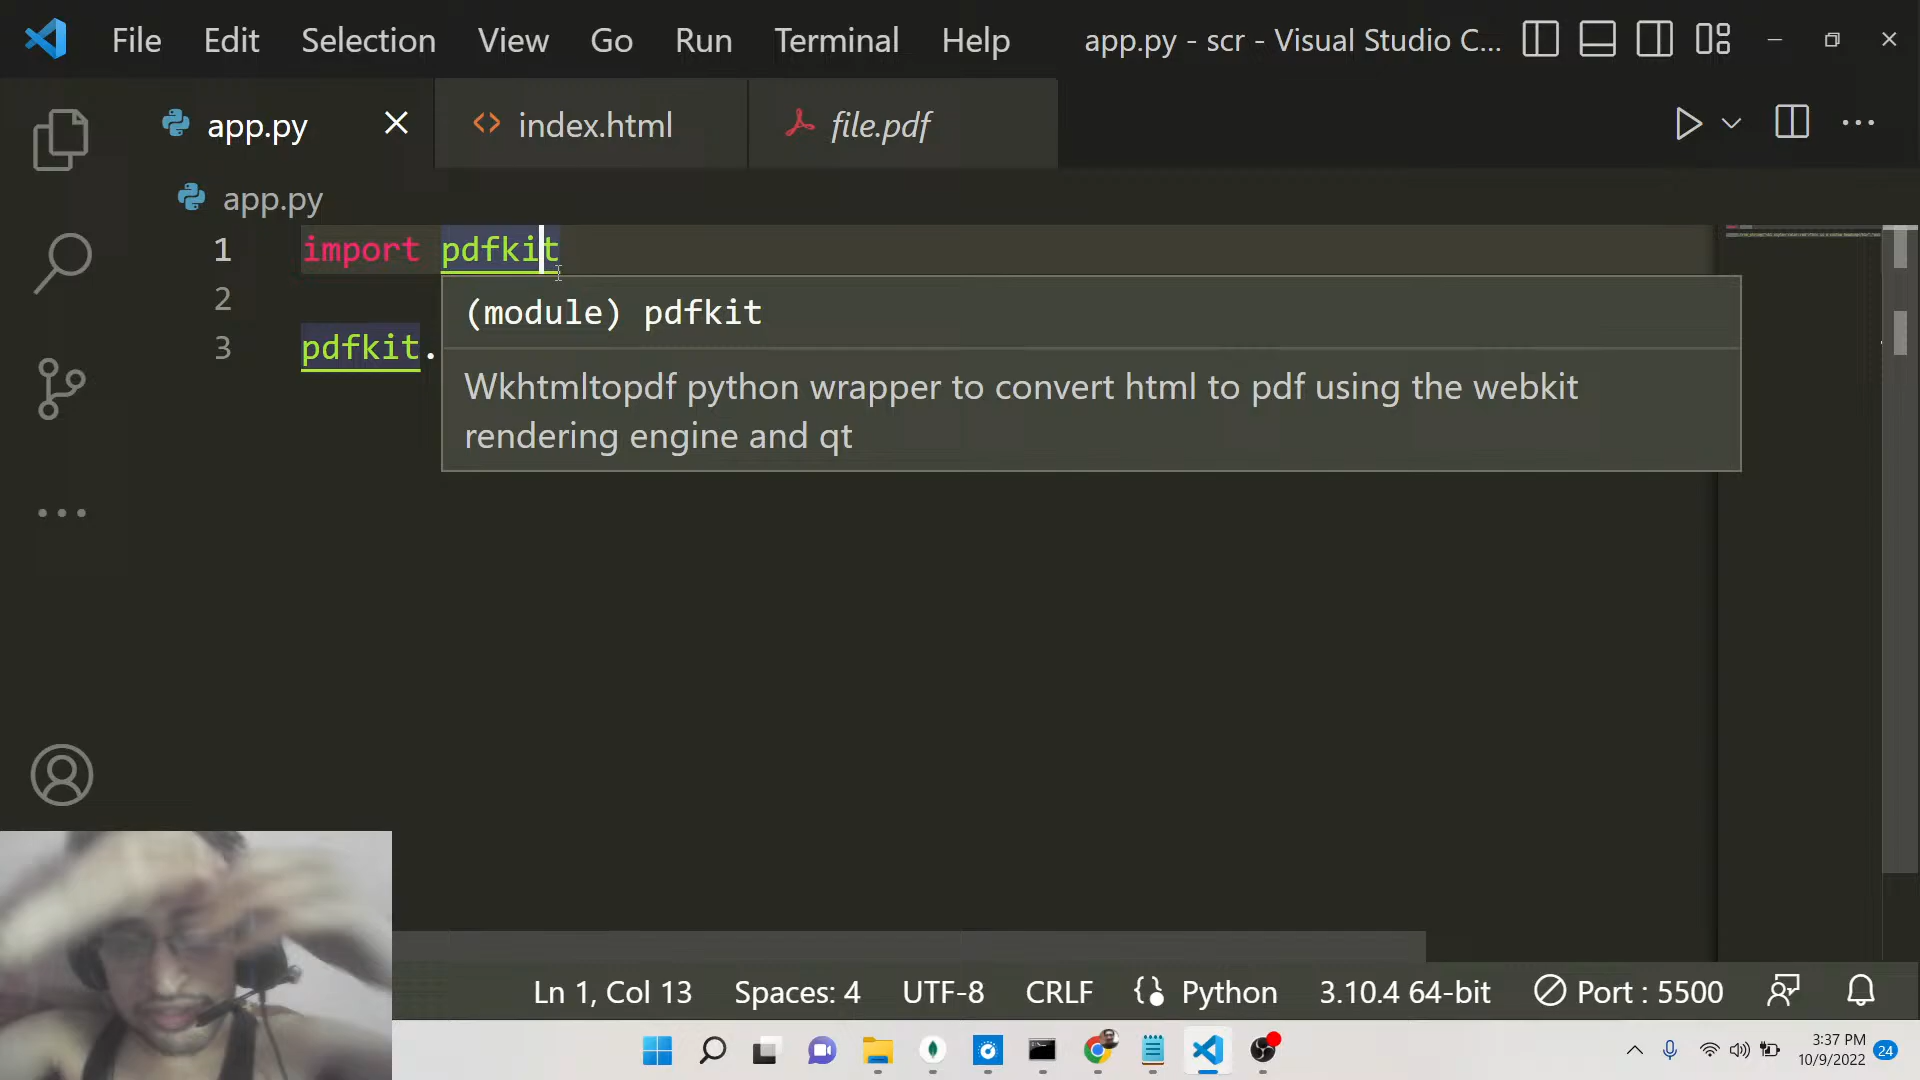 File Edit Selection View Go Run Terminal Help app.py - scr - Visual Studio C...
app.py index.html file.pdf
app.py
1 import pdfkit
2
3 pdfkit.
(module) pdfkit
Wkhtmltopdf python wrapper to convert html to pdf using the webkit
rendering engine and qt
Ln 1, Col 13 Spaces: 4 UTF-8 CRLF Python 3.10.4 64-bit Port : 5500
3:37 PM
10/9/2022 24